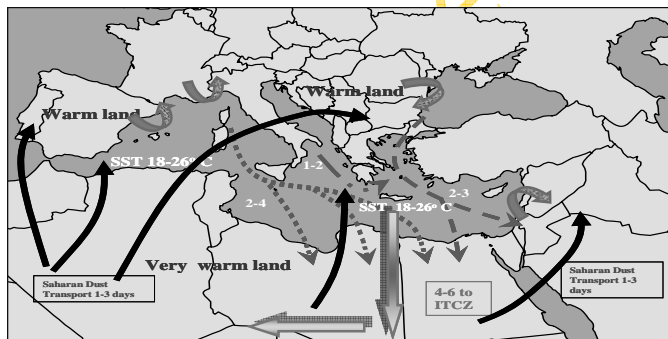 Warm land
Warm land
SST 18-26° C
1-2
2-4
SST 18-26° C
2-3
Very warm land
Saharan Dust
Transport 1-3 days
4-6 to
ITCZ
Saharan Dust
Transport 1-3
days